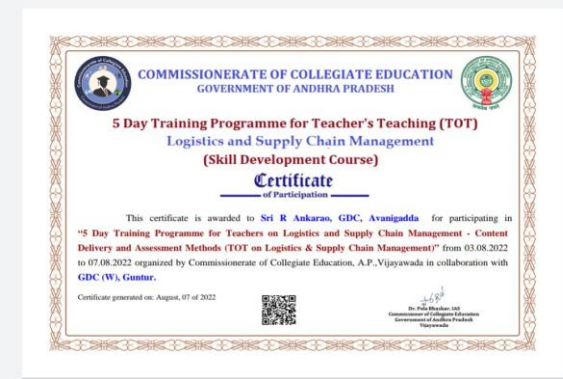 COMMISSIONERATE OF COLLEGIATE EDUCATION
GOVERNMENT OF ANDHRA PRADESH
5 Day Training Programme for Teacher's Teaching (TOT)
Logistics and Supply Chain Management
(Skill Development Course)
Certificate
of Participation
This certificate is awarded to Sri R Ankarao, GDC, Avanigadda for participating in
"5 Day Training Programme for Teachers on Logistics and Supply Chain Management - Content
Delivery and Assessment Methods (TOT on Logistics & Supply Chain Management)" from 03.08.2022
to 07.08.2022 organized by Commissionerate of Collegiate Education, A.P.,Vijayawada in collaboration with
GDC (W), Guntur.
Certificate generated on: August, 07 of 2022
Dr. Pola Bhaskar, IAS
Commissioner of Collegiate Education
Government of Andhra Pradesh
Vijayawada